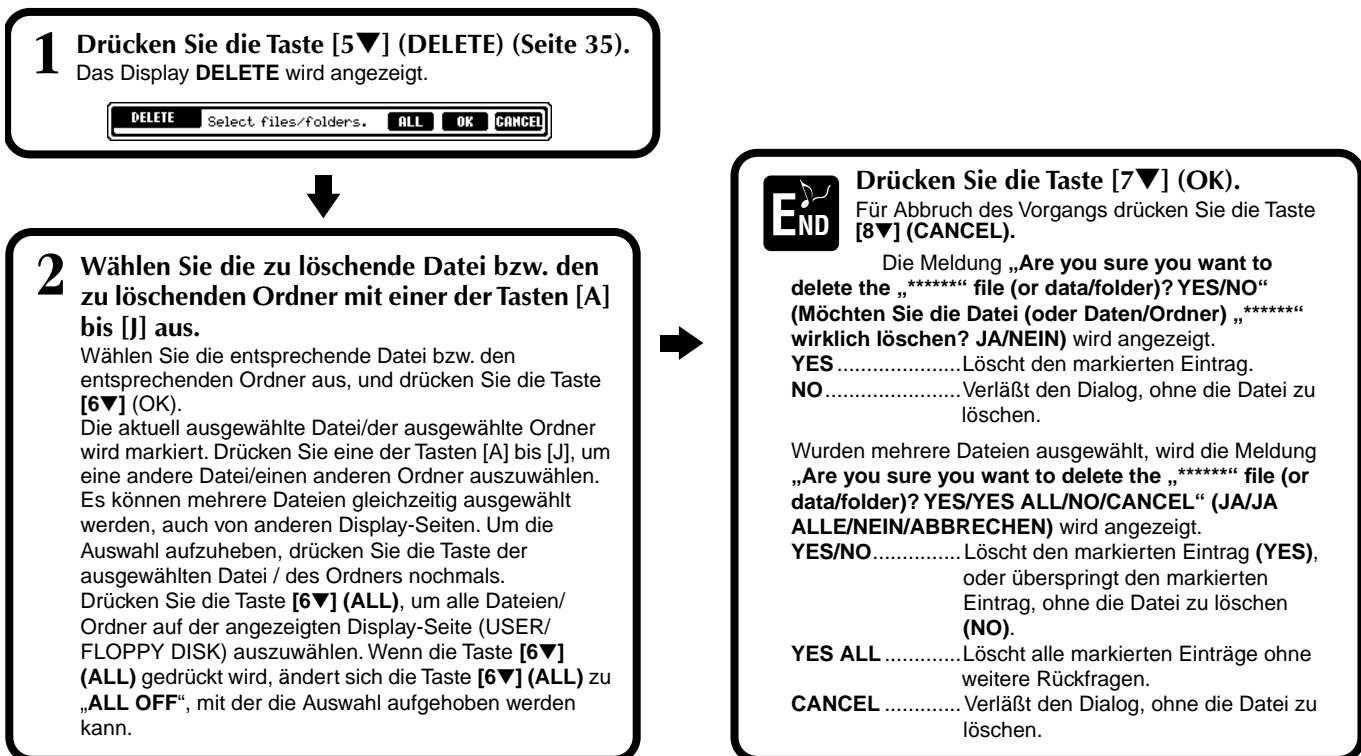 1 Drücken Sie die Taste [5▼] (DELETE) (Seite 35).
Das Display DELETE wird angezeigt.
DELETE Select files/folders. ALL OK CANCEL
2 Wählen Sie die zu löschende Datei bzw. den
zu löschenden Ordner mit einer der Tasten [A]
bis [J] aus.
Wählen Sie die entsprechende Datei bzw. den
entsprechenden Ordner aus, und drücken Sie die Taste
[6▼] (OK).
Die aktuell ausgewählte Datei/der ausgewählte Ordner
wird markiert. Drücken Sie eine der Tasten [A] bis [J], um
eine andere Datei/einen anderen Ordner auszuwählen.
Es können mehrere Dateien gleichzeitig ausgewählt
werden, auch von anderen Display-Seiten. Um die
Auswahl aufzuheben, drücken Sie die Taste der
ausgewählten Datei / des Ordners nochmals.
Drücken Sie die Taste [6▼] (ALL), um alle Dateien/
Ordner auf der angezeigten Display-Seite (USER/
FLOPPY DISK) auszuwählen. Wenn die Taste [6▼]
(ALL) gedrückt wird, ändert sich die Taste [6▼] (ALL) zu
„ALL OFF“, mit der die Auswahl aufgehoben werden
kann.
END Drücken Sie die Taste [7▼] (OK).
Für Abbruch des Vorgangs drücken Sie die Taste
[8▼] (CANCEL).
Die Meldung „Are you sure you want to
delete the „******“ file (or data/folder)? YES/NO“
(Möchten Sie die Datei (oder Daten/Ordner) „******“
wirklich löschen? JA/NEIN) wird angezeigt.
YES .....................Löscht den markierten Eintrag.
NO.......................Verläßt den Dialog, ohne die Datei zu
löschen.
Wurden mehrere Dateien ausgewählt, wird die Meldung
„Are you sure you want to delete the „******“ file (or
data/folder)? YES/YES ALL/NO/CANCEL“ (JA/JA
ALLE/NEIN/ABBRECHEN) wird angezeigt.
YES/NO...............Löscht den markierten Eintrag (YES),
oder überspringt den markierten
Eintrag, ohne die Datei zu löschen
(NO).
YES ALL .............Löscht alle markierten Einträge ohne
weitere Rückfragen.
CANCEL .............Verläßt den Dialog, ohne die Datei zu
löschen.